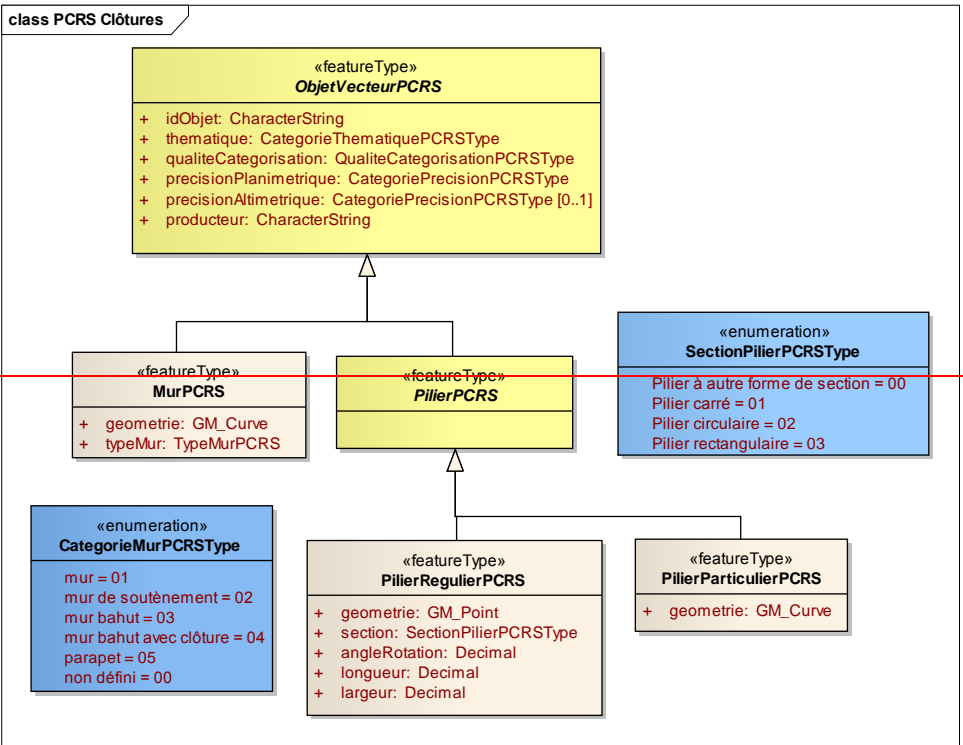 class PCRS Clôtures
«featureType»
ObjetVecteurPCRS
+ idObjet: CharacterString
+ thematique: CategorieThematiquePCRSType
+ qualiteCategorisation: QualiteCategorisationPCRSType
+ precisionPlanimetrique: CategoriePrecisionPCRSType
+ precisionAltimetrique: CategoriePrecisionPCRSType [0..1]
+ producteur: CharacterString
«featureType»
MurPCRS
+ geometrie: GM_Curve
+ typeMur: TypeMurPCRS
«featureType»
PilierPCRS
«enumeration»
SectionPilierPCRSType
Pilier à autre forme de section = 00
Pilier carré = 01
Pilier circulaire = 02
Pilier rectangulaire = 03
«enumeration»
CategorieMurPCRSType
mur = 01
mur de soutènement = 02
mur bahut = 03
mur bahut avec clôture = 04
parapet = 05
non défini = 00
«featureType»
PilierRegulierPCRS
+ geometrie: GM_Point
+ section: SectionPilierPCRSType
+ angleRotation: Decimal
+ longueur: Decimal
+ largeur: Decimal
«featureType»
PilierParticulierPCRS
+ geometrie: GM_Curve